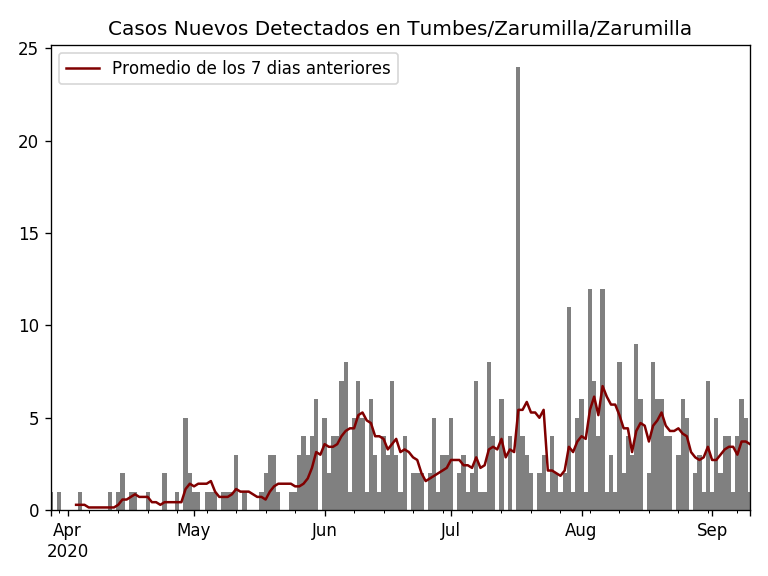 Casos Nuevos Detectados en Tumbes/Zarumilla/Zarumilla
Promedio de los 7 dias anteriores
25
20
15
10
5
0
Apr May Jun Jul Aug Sep
2020